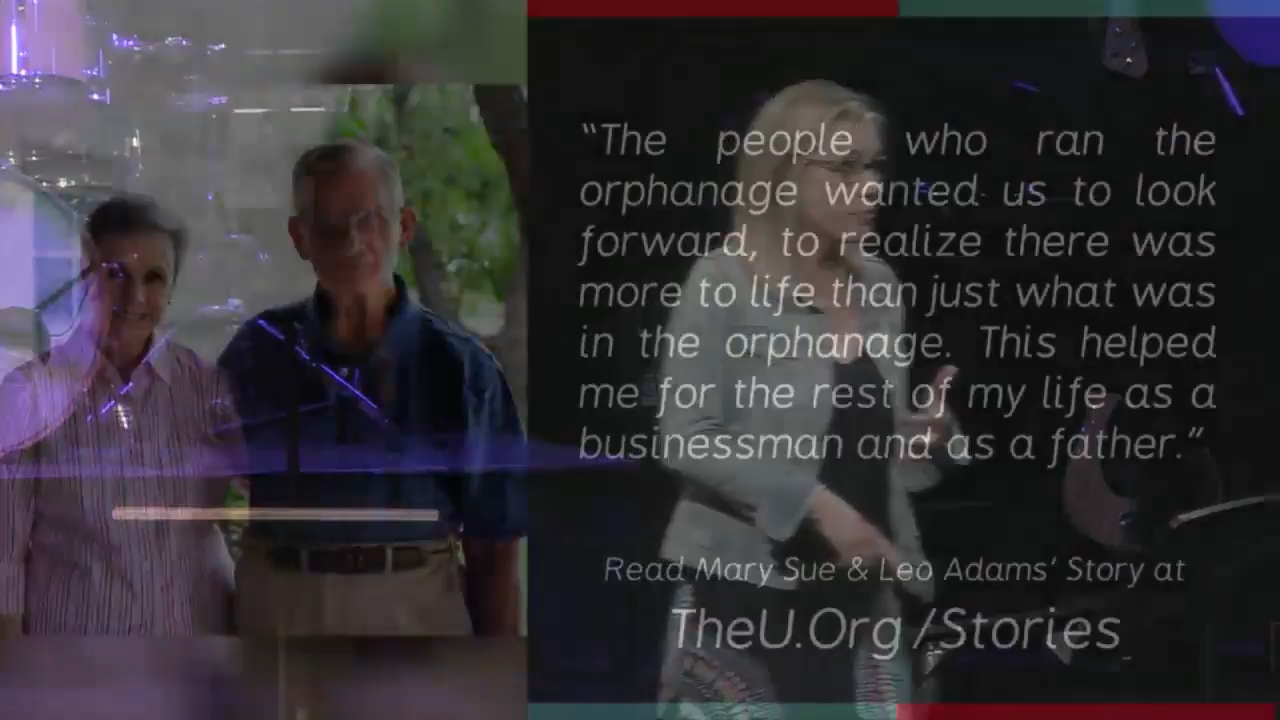 “The people who ran the
orphanage wanted us to look
forward, to realize there was
more to life than just what was
in the orphanage. This helped
me for the rest of my life as a
businessman and as a father.”
Read Mary Sue & Leo Adams’ Story at
TheU.Org/Stories